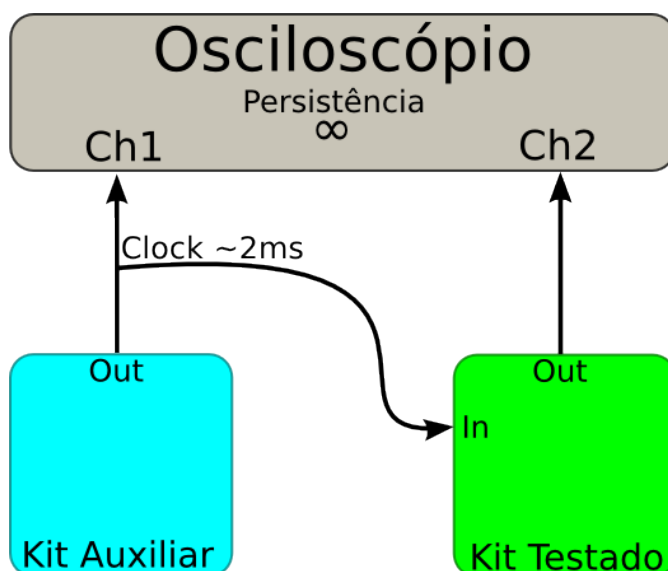 Osciloscópio
Persistência
∞
Ch1
Ch2
Clock ~2ms
Out
Out
In
Kit Auxiliar
Kit Testado